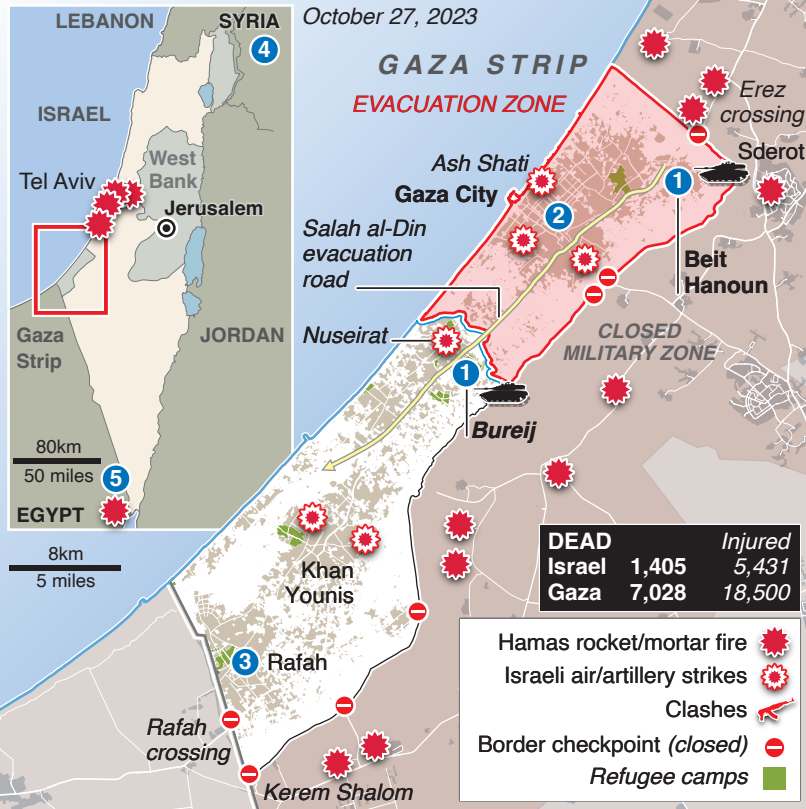 October 27, 2023
GAZA STRIP
EVACUATION ZONE
LEBANON
SYRIA
4
ISRAEL
West
Bank
Tel Aviv
Jerusalem
Gaza
Strip
JORDAN
80km
50 miles
5
EGYPT
8km
5 miles
Erez
crossing
Sderot
Ash Shati
Gaza City
1
2
Salah al-Din
evacuation
road
Beit
Hanoun
Nuseirat
CLOSED
MILITARY ZONE
1
Bureij
Khan
Younis
3
Rafah
Rafah
crossing
Kerem Shalom
DEAD Injured
Israel 1,405 5,431
Gaza 7,028 18,500
Hamas rocket/mortar fire
Israeli air/artillery strikes
Clashes
Border checkpoint (closed)
Refugee camps